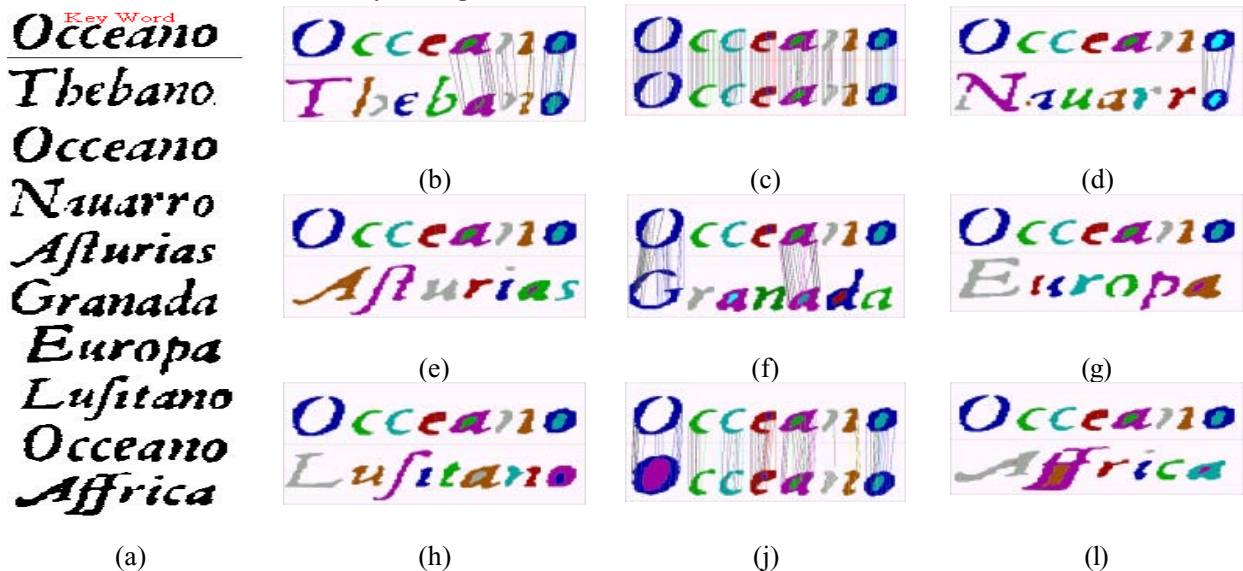 Key Word
Occeano
Thebano.
Occeano
Nauarro
Aſturias
Granada
Europa
Luſitano
Occeano
Affrica
(a)
Occeano
Thebano
(b)
Occeano
Occeano
(c)
Occeano
Nauarro
(d)
Occeano
Aſturias
(e)
Occeano
Granada
(f)
Occeano
Europa
(g)
Occeano
Luſitano
(h)
Occeano
Occeano
(j)
Occeano
Affrica
(l)